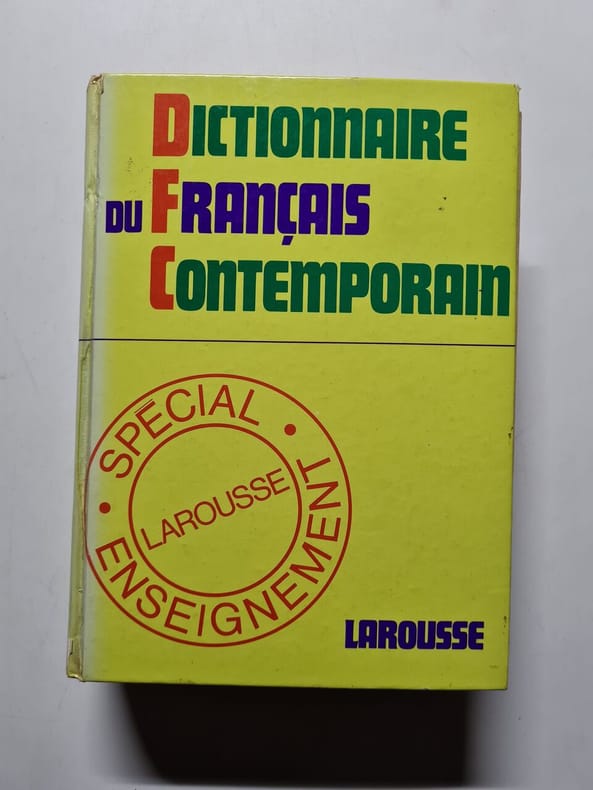 Dictionnaire
du Français
Contemporain
• SPÉCIAL •
LAROUSSE
ENSEIGNEMENT
LAROUSSE